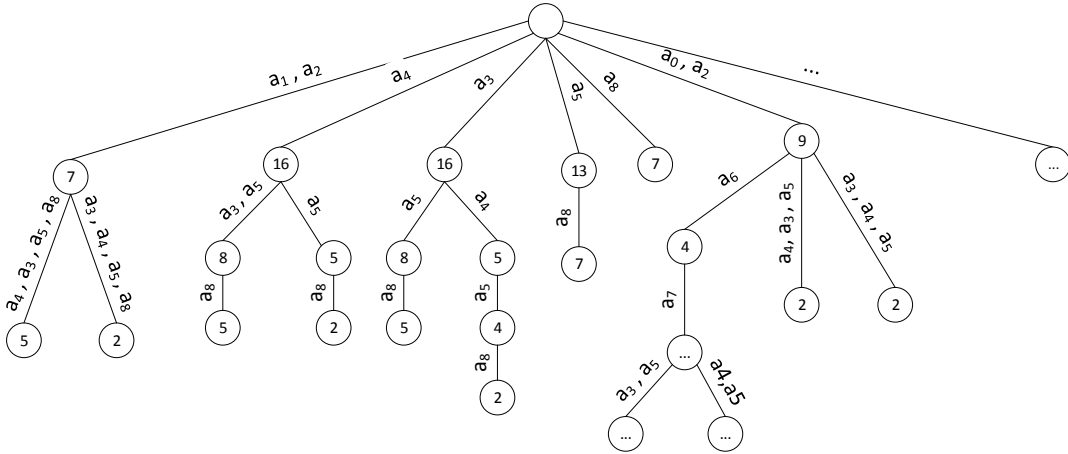 a₁ , a₂
a₄
a₃
a₅
a₈
a₀ , a₂
...
7
16
16
13
7
9
...
a₄ , a₃ , a₅ , a₈
a₃ , a₄ , a₅ , a₈
a₃ , a₅
a₅
a₅
a₄
a₈
a₆
a₄, a₃ , a₅
a₃ , a₄ , a₅
5
2
8
5
8
5
7
4
2
2
a₈
a₈
a₈
a₅
a₇
5
2
5
4
...
a₈
a₃ , a₅
a4,a5
2
...
...